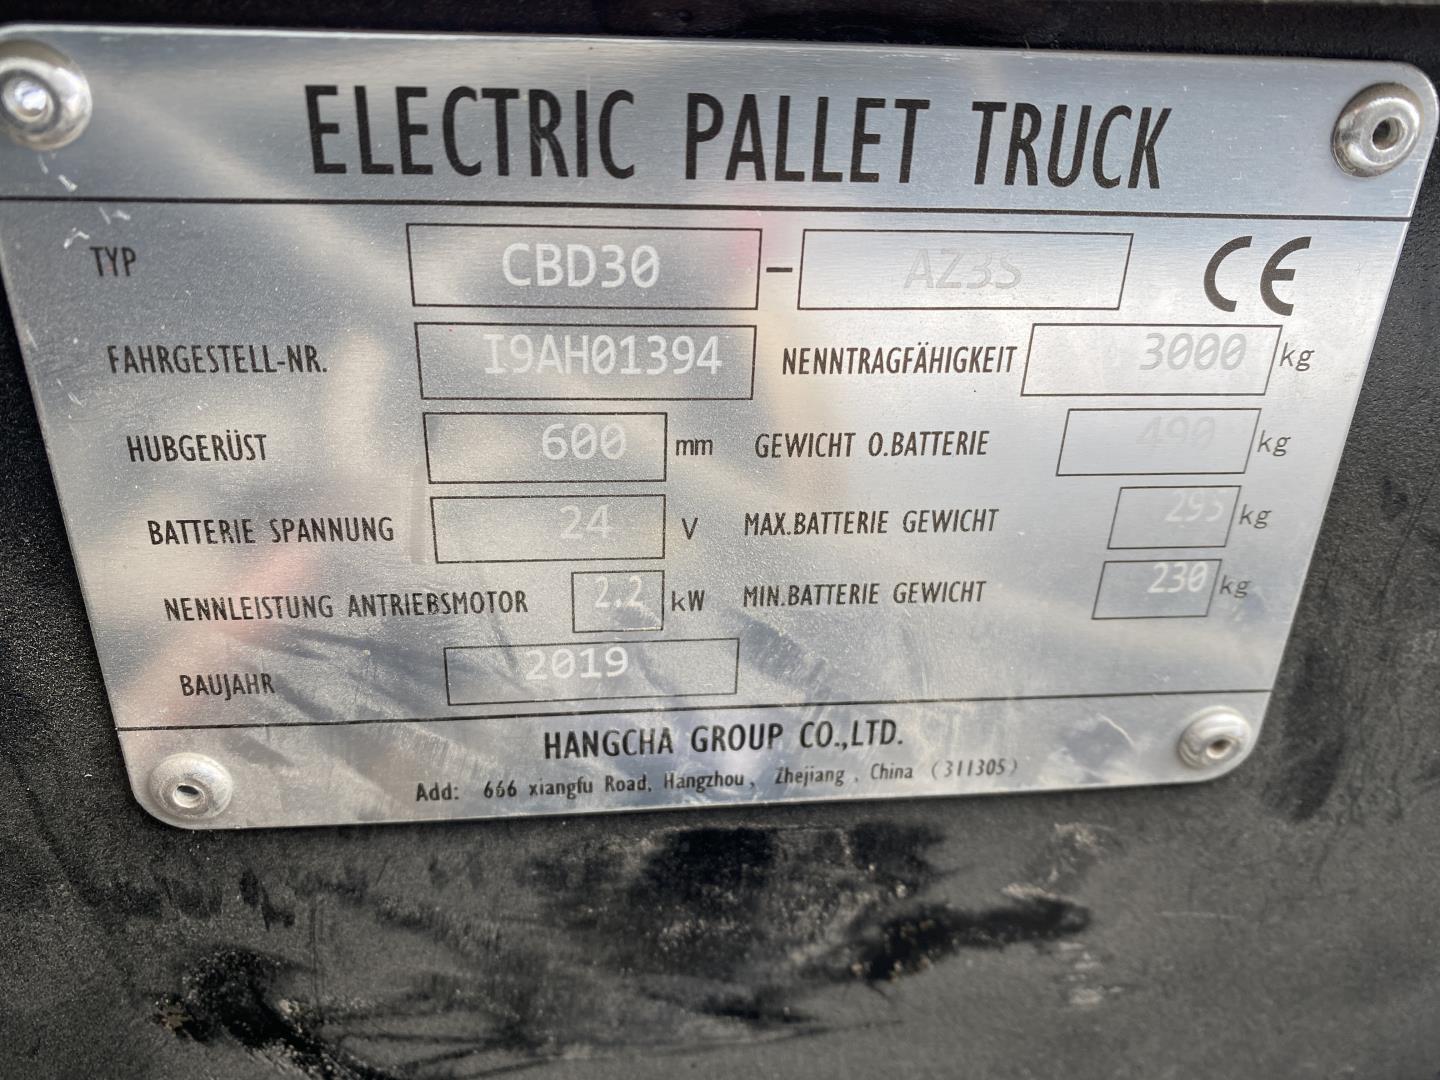 ELECTRIC PALLET TRUCK
TYP CBD30 - AZ3S CE
FAHRGESTELL-NR. I9AH01394 NENNTRAGFÄHIGKEIT 3000 kg
HUBGERÜST 600 mm GEWICHT O.BATTERIE 490 kg
BATTERIE SPANNUNG 24 V MAX.BATTERIE GEWICHT 295 kg
NENNLEISTUNG ANTRIEBSMOTOR 2.2 kW MIN.BATTERIE GEWICHT 230 kg
BAUJAHR 2019
HANGCHA GROUP CO.,LTD.
Add: 666 xiangfu Road, Hangzhou, Zhejiang, China (311305)